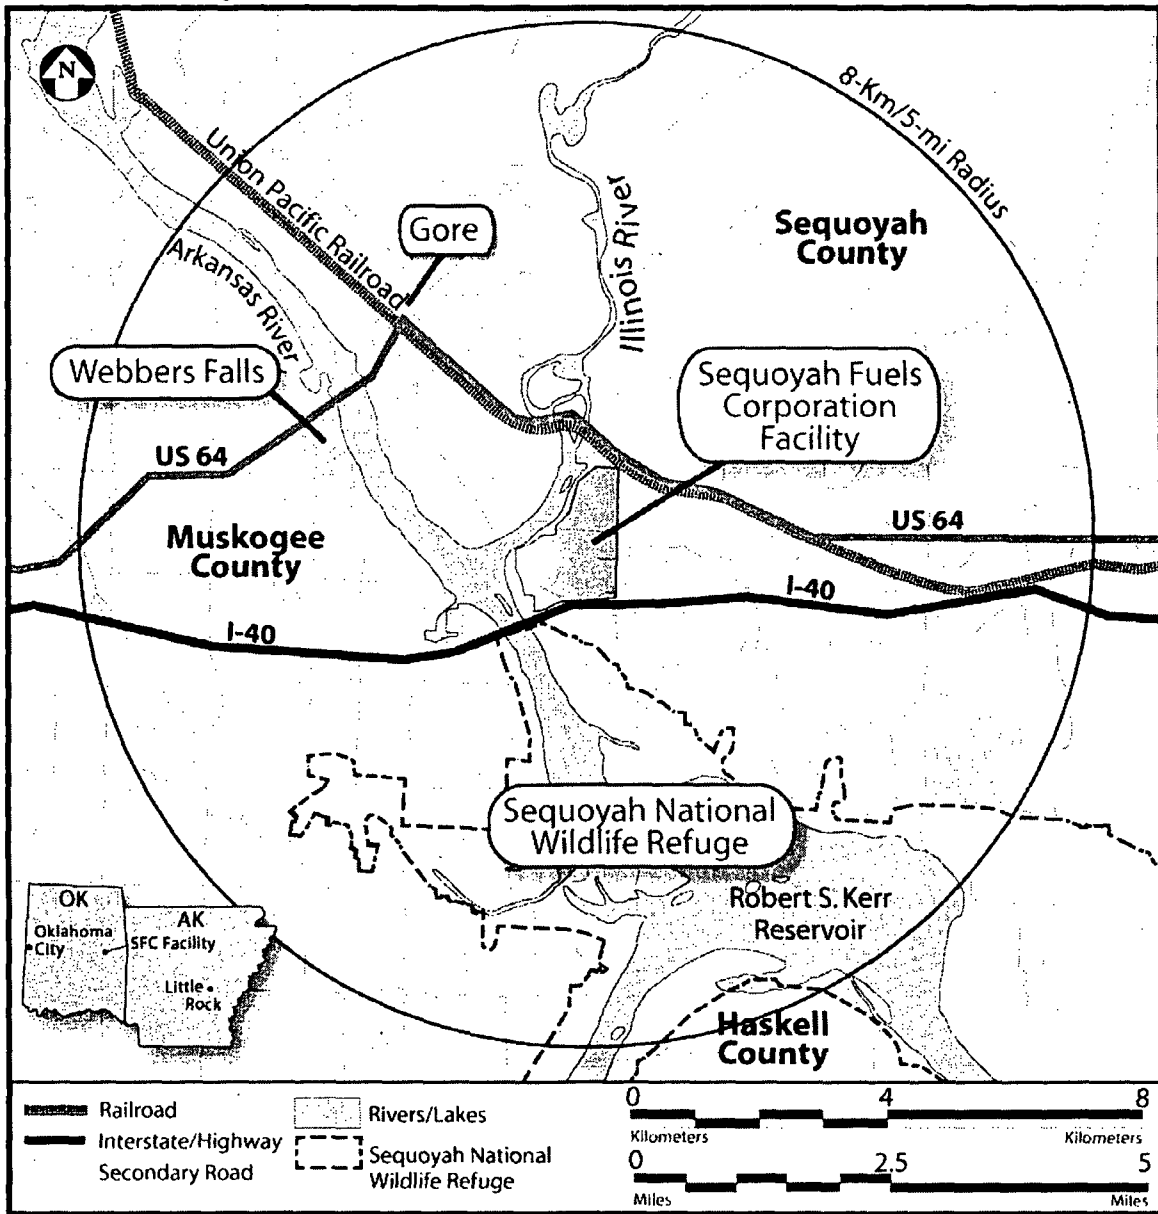 N
8-Km/5-mi Radius
Union Pacific Railroad
Gore
Illinois River
Sequoyah
County
Arkansas River
Webbers Falls
Sequoyah Fuels
Corporation
Facility
US 64
US 64
Muskogee
County
I-40
I-40
Sequoyah National
Wildlife Refuge
Robert S. Kerr
Reservoir
OK
AK
Oklahoma
City
SFC Facility
Little
Rock
Haskell
County
Railroad
Interstate/Highway
Secondary Road
Rivers/Lakes
Sequoyah National
Wildlife Refuge
0 4 8
Kilometers Kilometers
0 2.5 5
Miles Miles